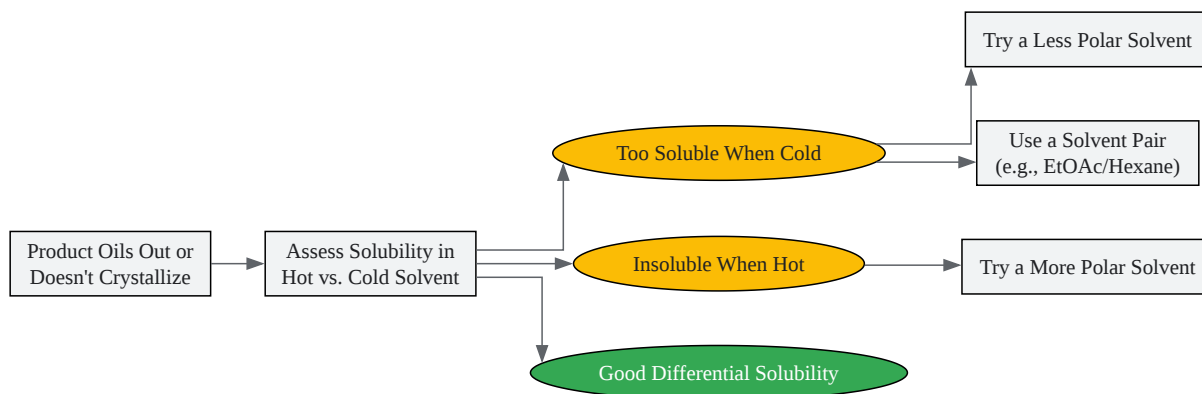 Product Oils Out or
Doesn't Crystallize
Assess Solubility in
Hot vs. Cold Solvent
Too Soluble When Cold
Insoluble When Hot
Good Differential Solubility
Try a Less Polar Solvent
Use a Solvent Pair
(e.g., EtOAc/Hexane)
Try a More Polar Solvent